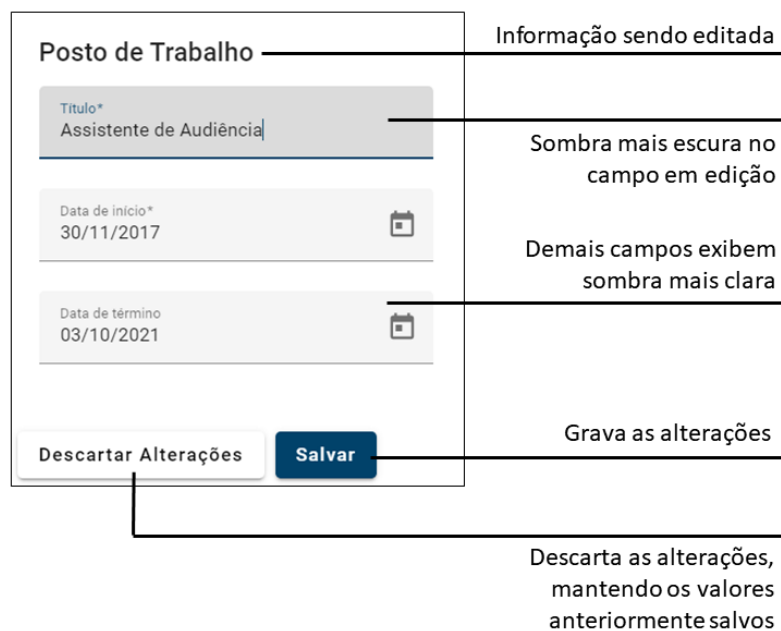 Informação sendo editada
Posto de Trabalho
Título*
Assistente de Audiência
Sombra mais escura no
campo em edição
Data de início*
30/11/2017
Demais campos exibem
sombra mais clara
Data de término
03/10/2021
Grava as alterações
Descartar Alterações
Salvar
Descarta as alterações,
mantendo os valores
anteriormente salvos